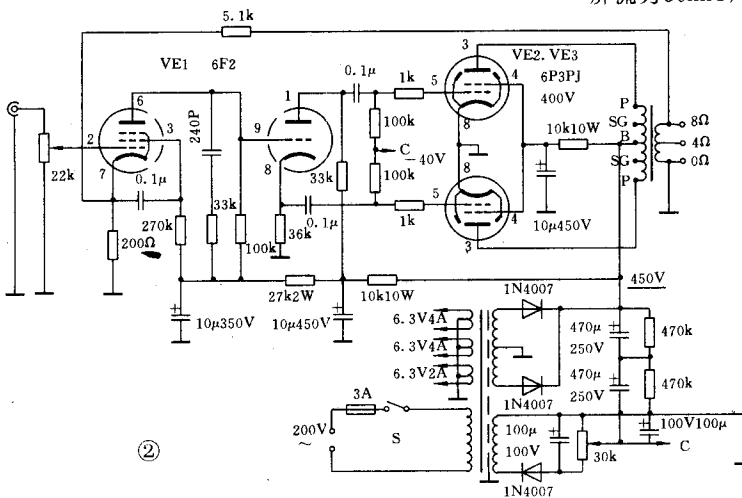 5.1k
VE1 6F2
VE2. VE3
6P3PJ
400V
3
6
2
3
7
240P
1
9
8
0.1μ
1k
5
4
8
100k
C
-40V
100k
33k
10k10W
P
SG
B
SG
P
8Ω
4Ω
0Ω
22k
0.1μ
270k
200Ω
33k
100k
36k
0.1μ
1k
5
8
4
3
10μ450V
27k2W
10k10W
450V
10μ350V
10μ450V
1N4007
6.3V4A
6.3V4A
6.3V2A
470μ
250V
470k
470μ
250V
470k
1N4007
3A
200V
~
S
100μ
100V
30k
100V100μ
C
1N4007
②